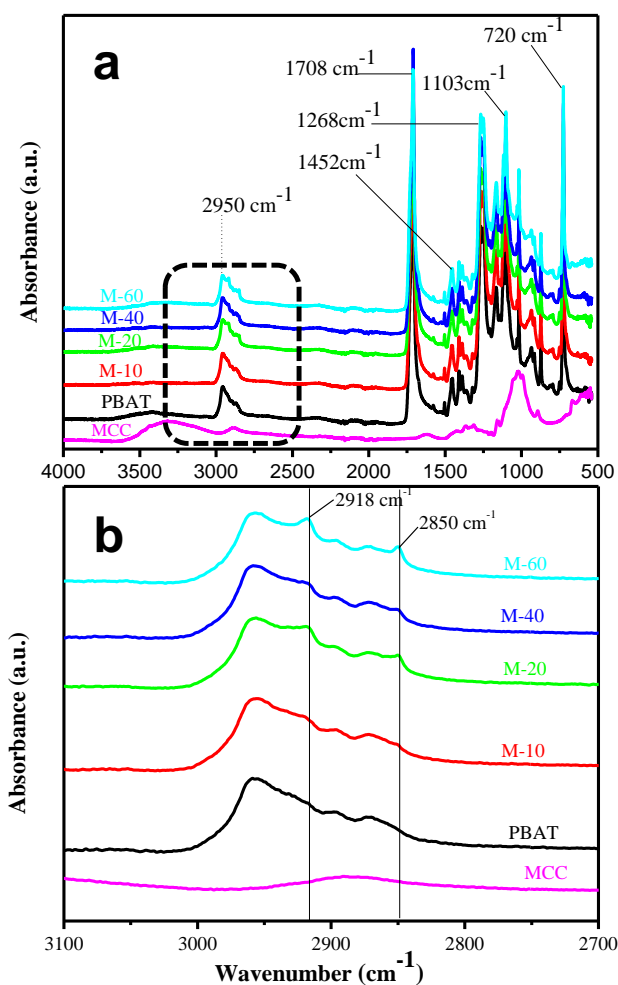 a
720 cm-1
1708 cm-1
1103cm-1
1268cm-1
1452cm-1
2950 cm-1
M-60
M-40
M-20
M-10
PBAT
MCC
Absorbance (a.u.)
4000 3500 3000 2500 2000 1500 1000 500
b
2918 cm-1
2850 cm-1
M-60
M-40
M-20
M-10
PBAT
MCC
Absorbance (a.u.)
3100 3000 2900 2800 2700
Wavenumber (cm-1)